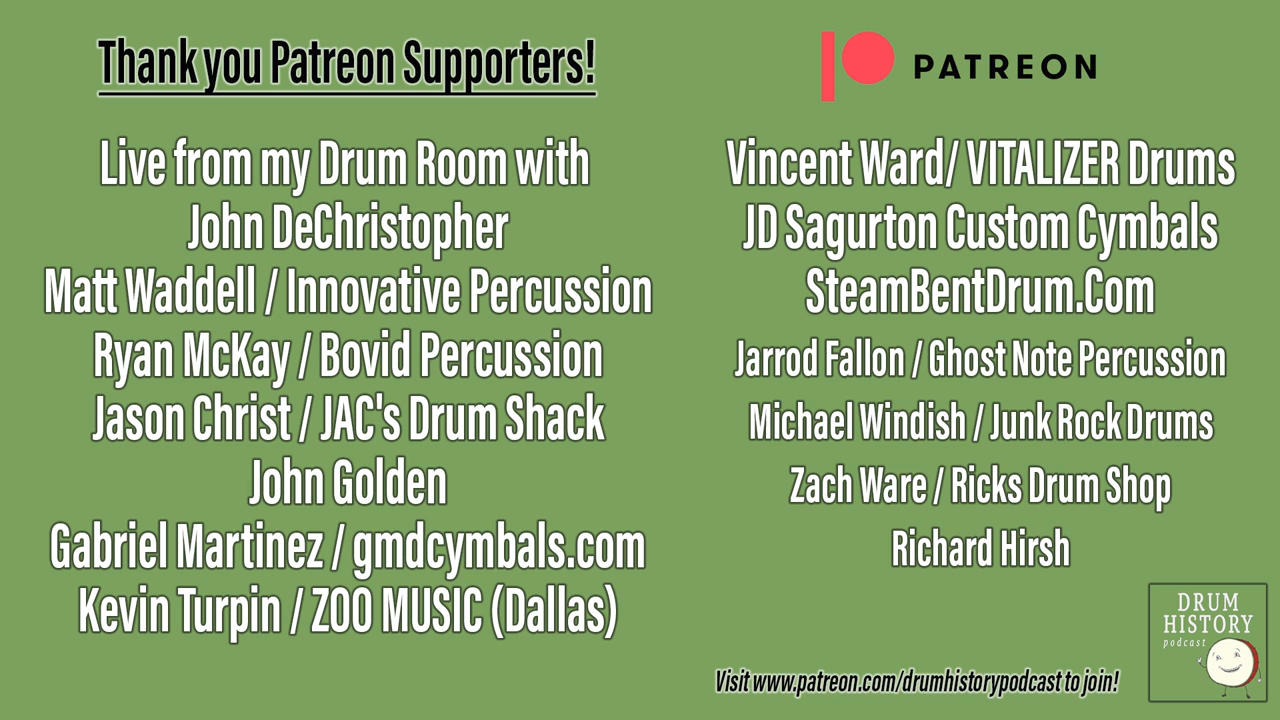 Thank you Patreon Supporters!
Live from my Drum Room with
John DeChristopher
Matt Waddell / Innovative Percussion
Ryan McKay / Bovid Percussion
Jason Christ / JAC's Drum Shack
John Golden
Gabriel Martinez / gmdcymbals.com
Kevin Turpin / ZOO MUSIC (Dallas)
PATREON
Vincent Ward/ VITALIZER Drums
JD Sagurton Custom Cymbals
SteamBentDrum.Com
Jarrod Fallon / Ghost Note Percussion
Michael Windish / Junk Rock Drums
Zach Ware / Ricks Drum Shop
Richard Hirsh
DRUM
HISTORY
podcast
Visit www.patreon.com/drumhistorypodcast to join!